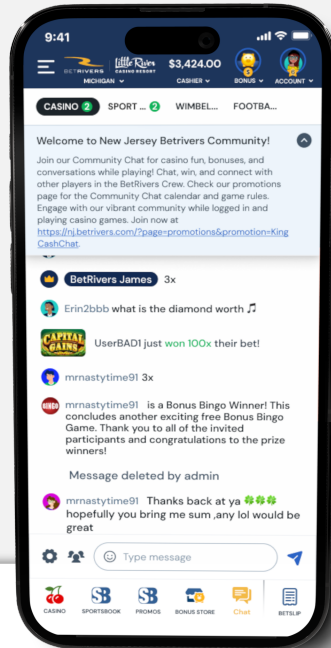 9:41
BETRIVERS
Little River
CASINO RESORT
$3,424.00
MICHIGAN
CASHIER
BONUS
ACCOUNT
CASINO 2
SPORT ... 2
WIMBEL...
FOOTBA...
Welcome to New Jersey Betrivers Community!
Join our Community Chat for casino fun, bonuses, and
conversations while playing! Chat, win, and connect with
other players in the BetRivers Crew. Check our promotions
page for the Community Chat calendar and game rules.
Engage with our vibrant community while logged in and
playing casino games. Join now at
https://nj.betrivers.com/?page=promotions&promotion=King
CashChat.
BetRivers James 3x
Erin2bbb what is the diamond worth 🎵
CAPITAL
GAINS
UserBAD1 just won 100x their bet!
mrnastytime91 3x
BINGO
mrnastytime91 is a Bonus Bingo Winner! This
concludes another exciting free Bonus Bingo
Game. Thank you to all of the invited
participants and congratulations to the prize
winners!
Message deleted by admin
mrnastytime91 Thanks back at ya 🍀🍀🍀
hopefully you bring me sum ,any lol would be
great
Type message
CASINO
SB
SPORTSBOOK
SB
PROMOS
BONUS STORE
Chat
BETSLIP